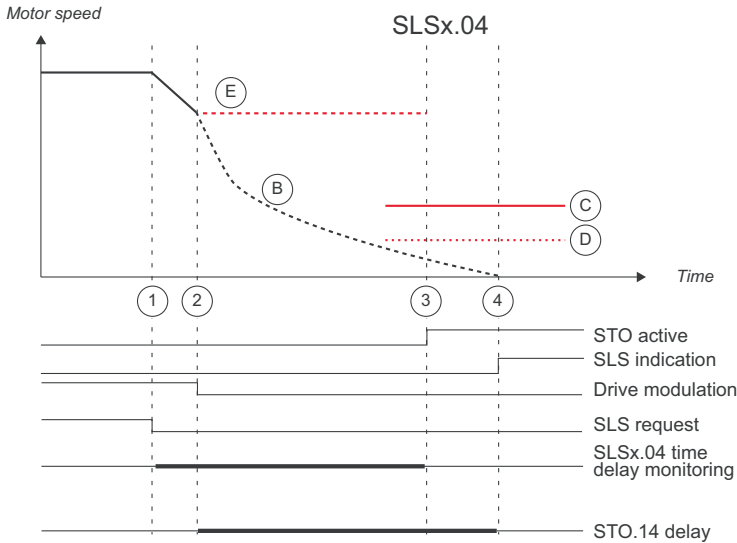 Motor speed
SLSx.04
E
B
C
D
Time
1 2 3 4
STO active
SLS indication
Drive modulation
SLS request
SLSx.04 time
delay monitoring
STO.14 delay